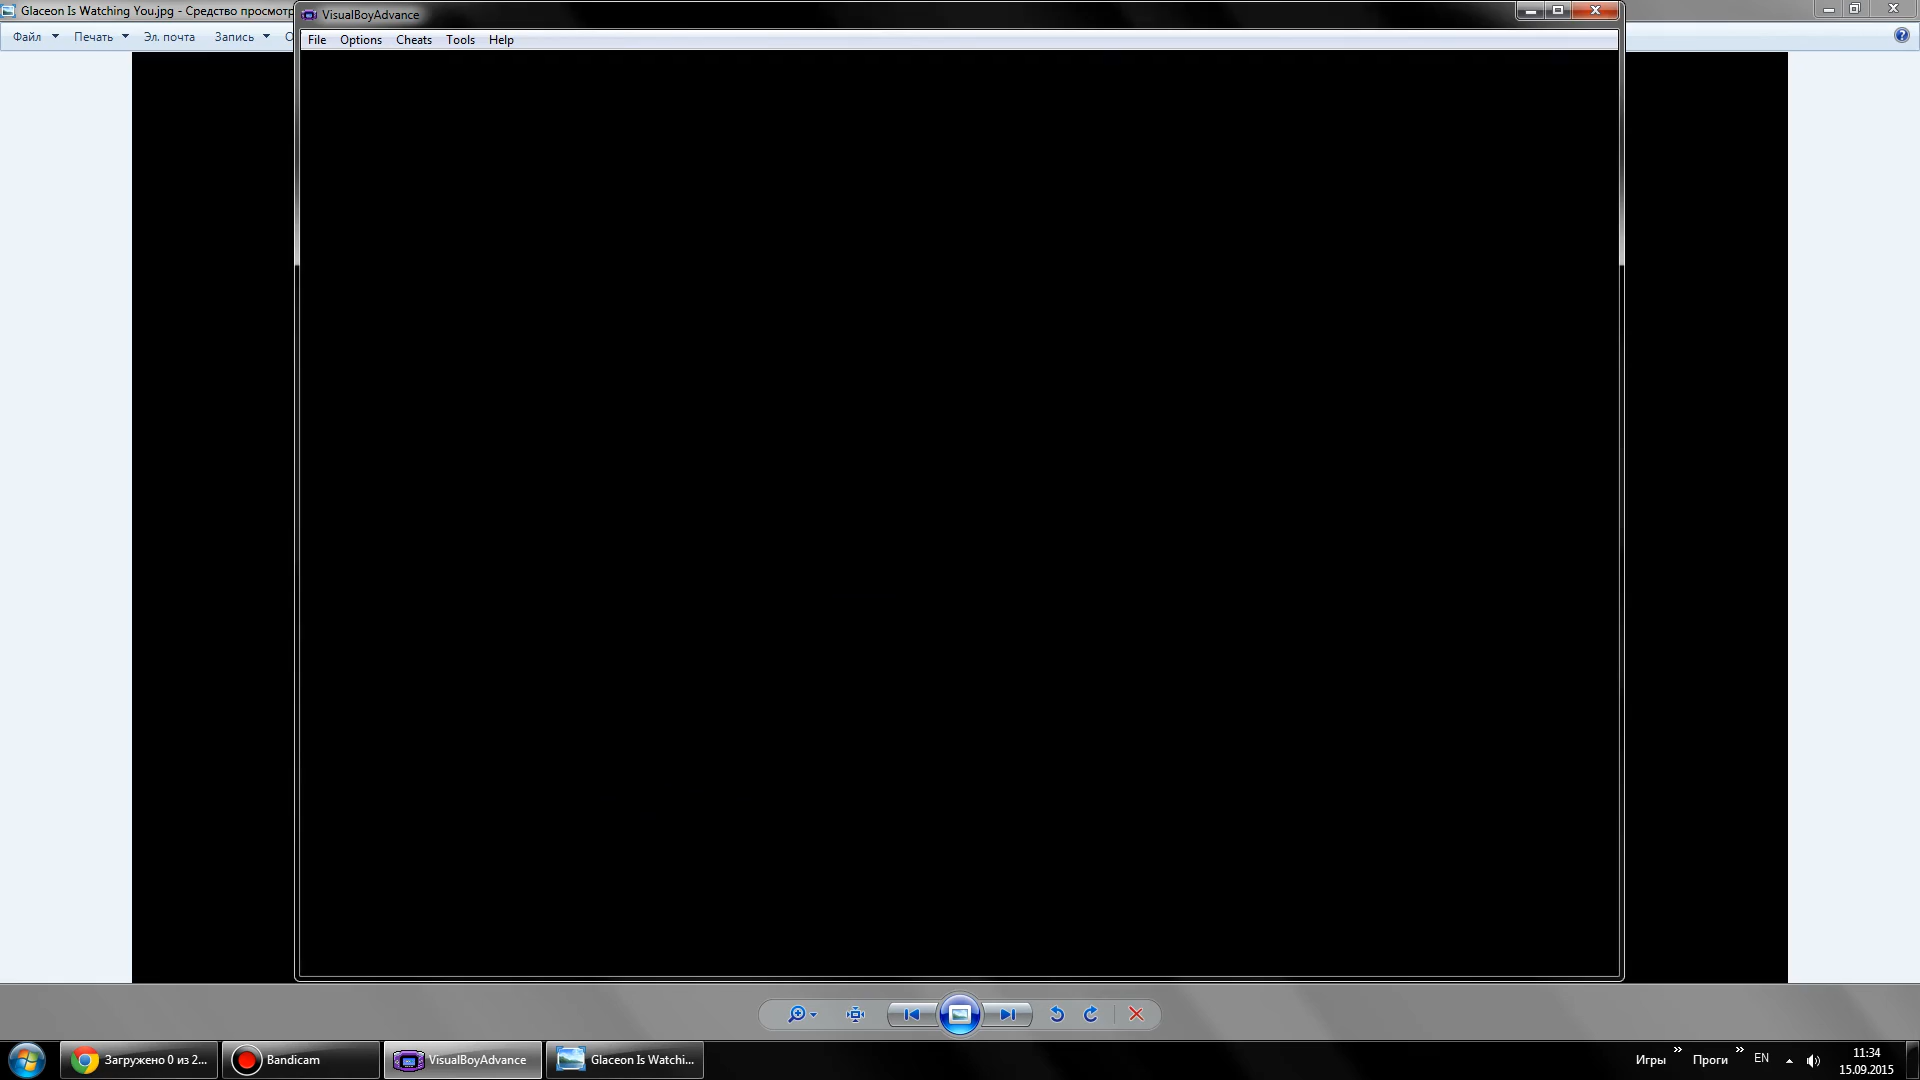 Glaceon Is Watching You.jpg - Средство просмотр
VisualBoyAdvance
Файл Печать Эл. почта Запись О
File Options Cheats Tools Help
Загружено 0 из 2...
Bandicam
VisualBoyAdvance
Glaceon Is Watchi...
Игры
Проги
EN
11:34
15.09.2015